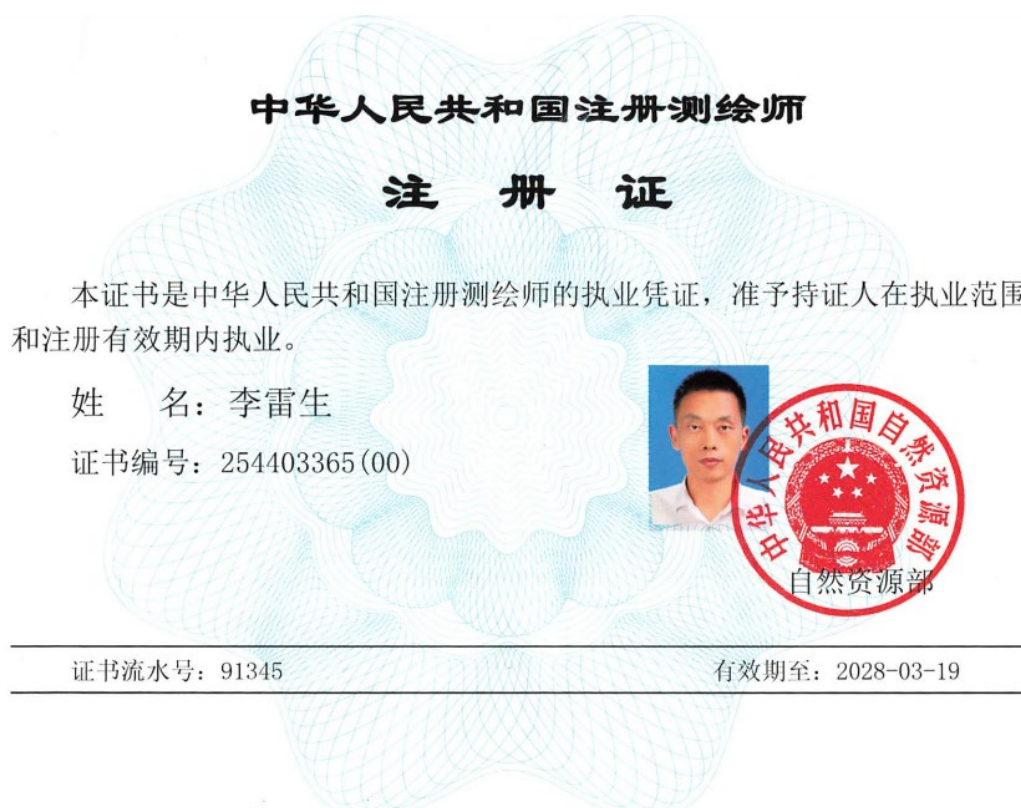 中华人民共和国注册测绘师
注 册 证
本证书是中华人民共和国注册测绘师的执业凭证，准予持证人在执业范围
和注册有效期内执业。
姓 名：李雷生
证书编号：254403365(00)
中华人民共和国自然资源部
自然资源部
证书流水号：91345 有效期至：2028-03-19